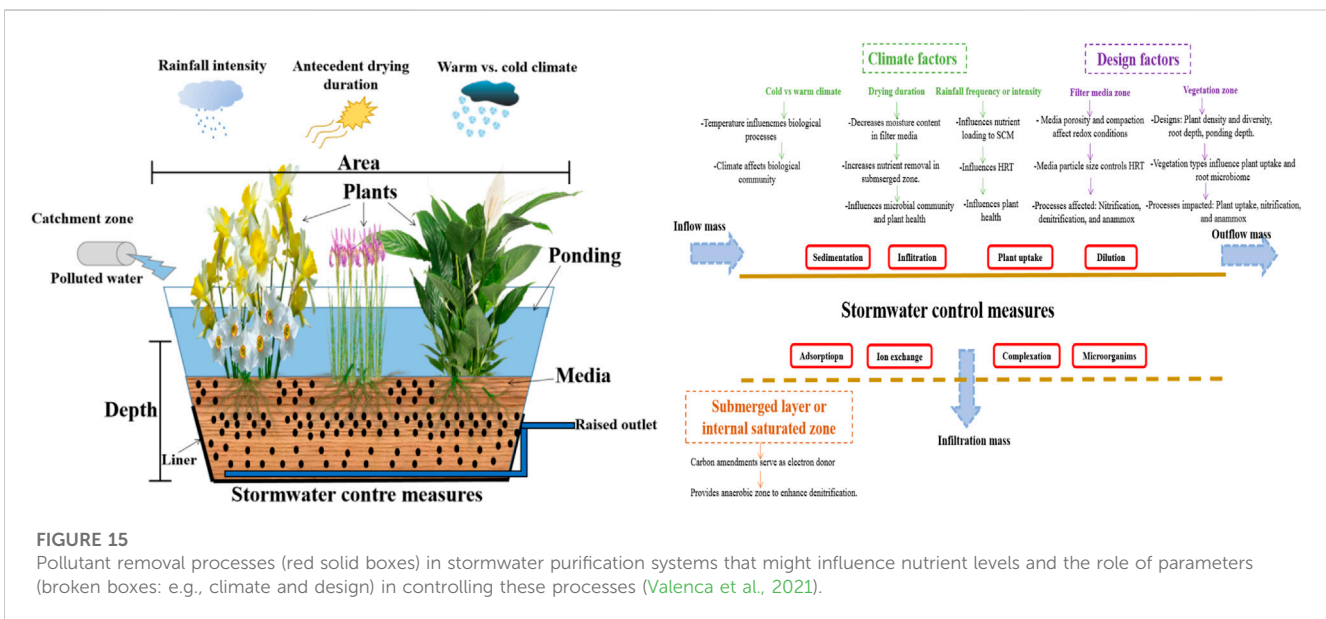 Rainfall intensity
Antecedent drying
duration
Warm vs. cold climate
Area
Plants
Catchment zone
Polluted water
Ponding
Media
Depth
Raised outlet
Liner
Stormwater contre measures
Climate factors
Design factors
Cold vs warm climate
-Temperature influencmes biological
processes
-Climate affects biological
community
Drying duration
-Decreases moisture content
in filter media
-Increases nutrient removal in
submserged zone.
-Influences microbial community
and plant health
Rainfall frequency or intensity
-Influences nutrient
loading to SCM
-Influences HRT
-Influences plant
health
Filter media zone
- Media porosity and compaction
affect redox conditions
-Media particle size controls HRT
-Processes affected: Nitrification,
denitrification, and anammox
Vegetation zone
-Designs: Plant density and diversity,
root depth, ponding depth.
-Vegetation types influence plant uptake and
root microbiome
-Processes impacted: Plant uptake, nitrification,
and anammox
Inflow mass
Outflow mass
Sedimentation
Inflitration
Plant uptake
Dilution
Stormwater control measures
Adsorptiopn
Ion exchange
Complexation
Microorganims
Submerged layer or
internal saturated zone
Infiltration mass
Carbon amendments serve as electron donor
Provides anaerobic zone to enhance denitrification.
FIGURE 15
Pollutant removal processes (red solid boxes) in stormwater purification systems that might influence nutrient levels and the role of parameters
(broken boxes: e.g., climate and design) in controlling these processes (Valenca et al., 2021).